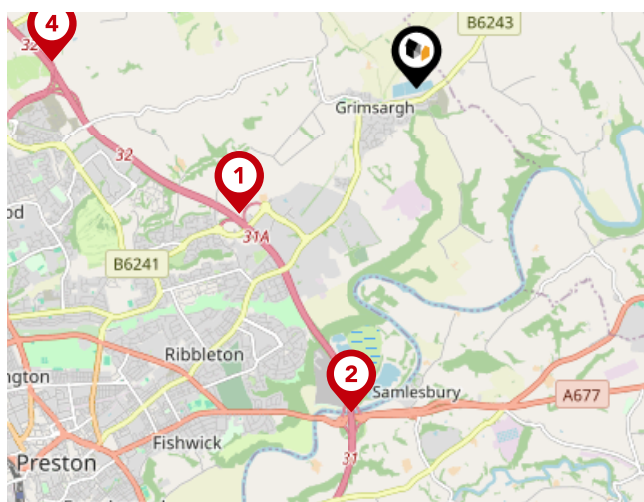 4
B6243
32
Grimsargh
32
1
od
31A
B6241
Ribbleton
2
ngton
Samlesbury
A677
Fishwick
31
Preston